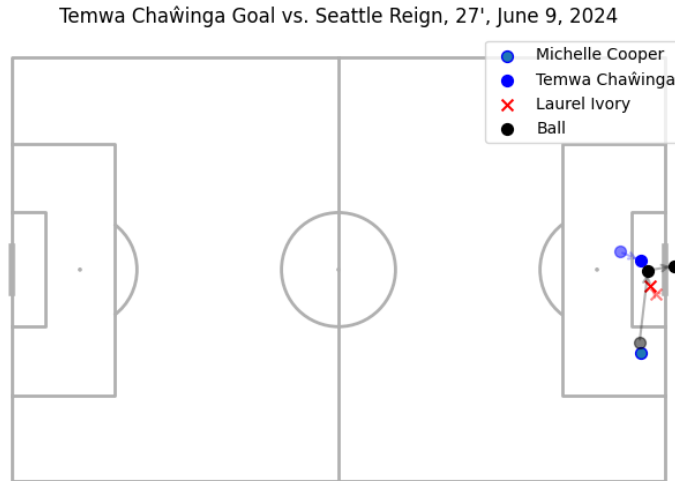 Temwa Chaŵinga Goal vs. Seattle Reign, 27', June 9, 2024
Michelle Cooper
Temwa Chaŵinga
Laurel Ivory
Ball